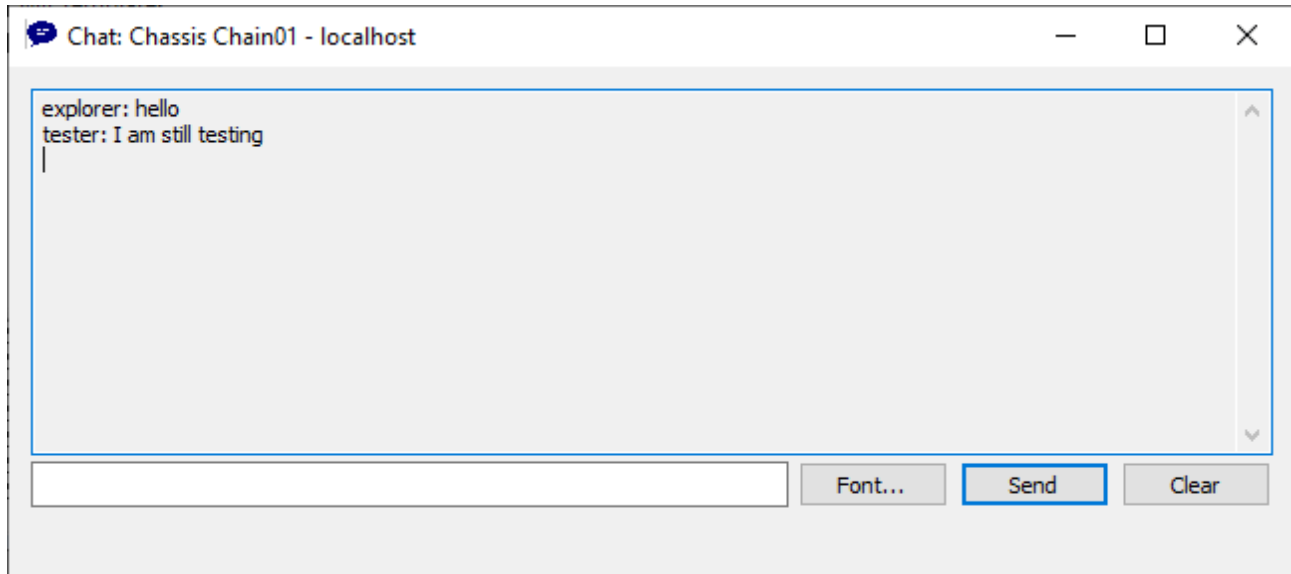 Chat: Chassis Chain01 - localhost
explorer: hello
tester: I am still testing
Font... Send Clear